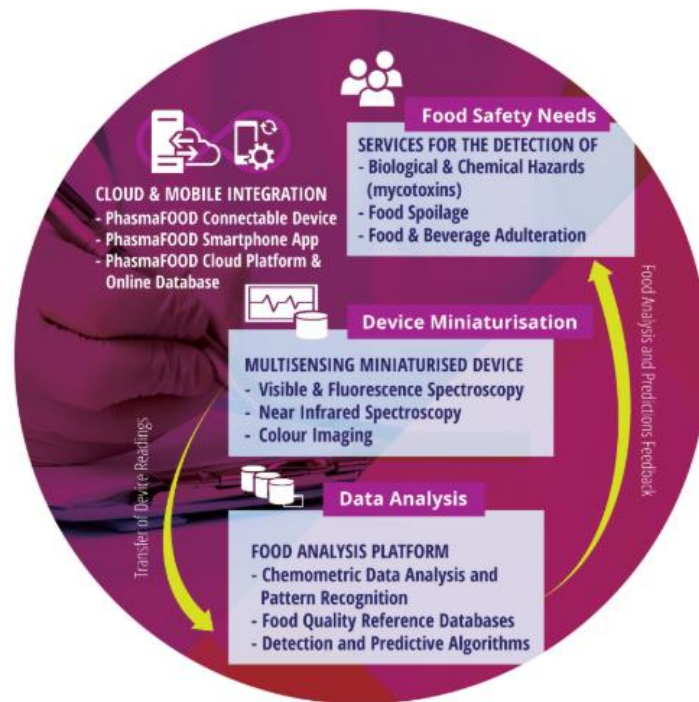 Food Safety Needs
SERVICES FOR THE DETECTION OF
- Biological & Chemical Hazards
(mycotoxins)
- Food Spoilage
- Food & Beverage Adulteration
CLOUD & MOBILE INTEGRATION
- PhasmaFOOD Connectable Device
- PhasmaFOOD Smartphone App
- PhasmaFOOD Cloud Platform &
Online Database
Device Miniaturisation
MULTISENSING MINIATURISED DEVICE
- Visible & Fluorescence Spectroscopy
- Near Infrared Spectroscopy
- Colour Imaging
Data Analysis
FOOD ANALYSIS PLATFORM
- Chemometric Data Analysis and
Pattern Recognition
- Food Quality Reference Databases
- Detection and Predictive Algorithms
Transfer of Device Readings
Food Analysis and Predictions Feedback